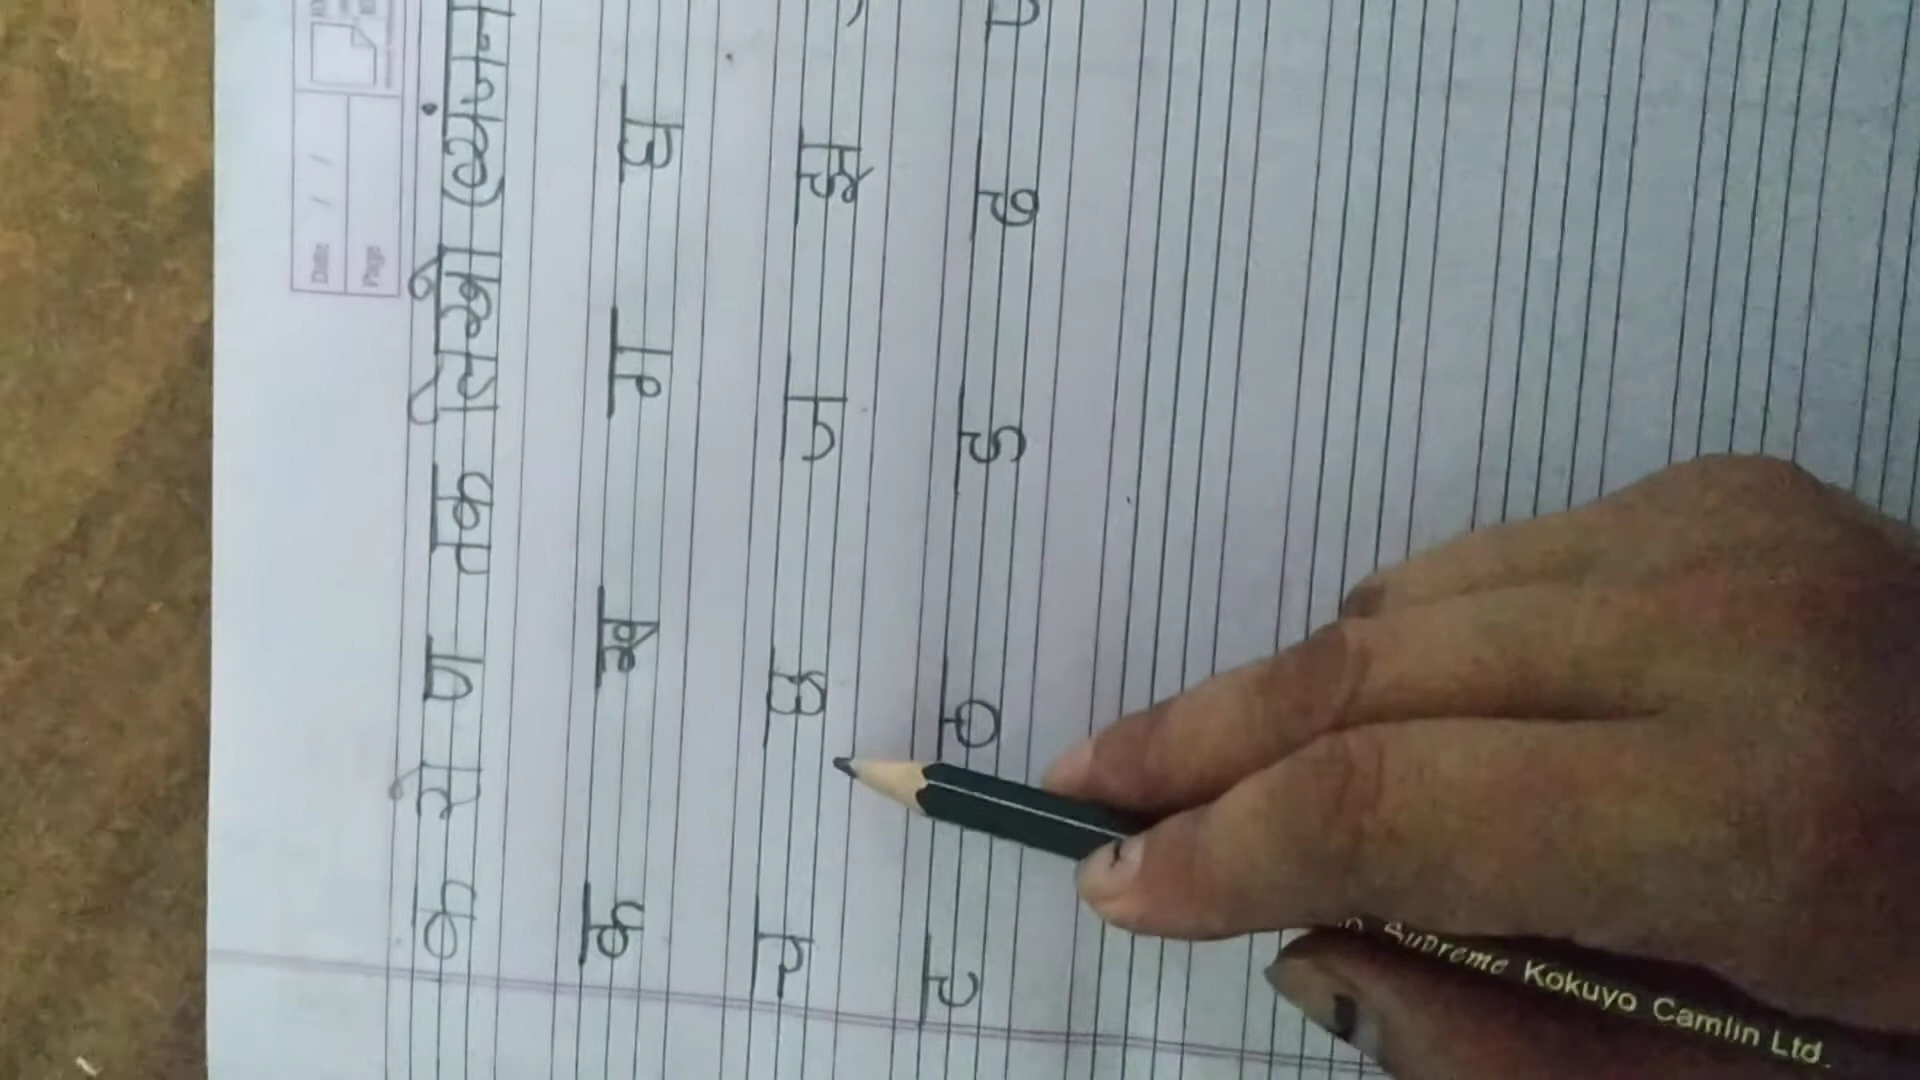 Date / /
Page
क से ण तक लिखो
क ख ग घ
च छ ज झ
ट ठ ड ढ ण
Supreme Kokuyo Camlin Ltd.